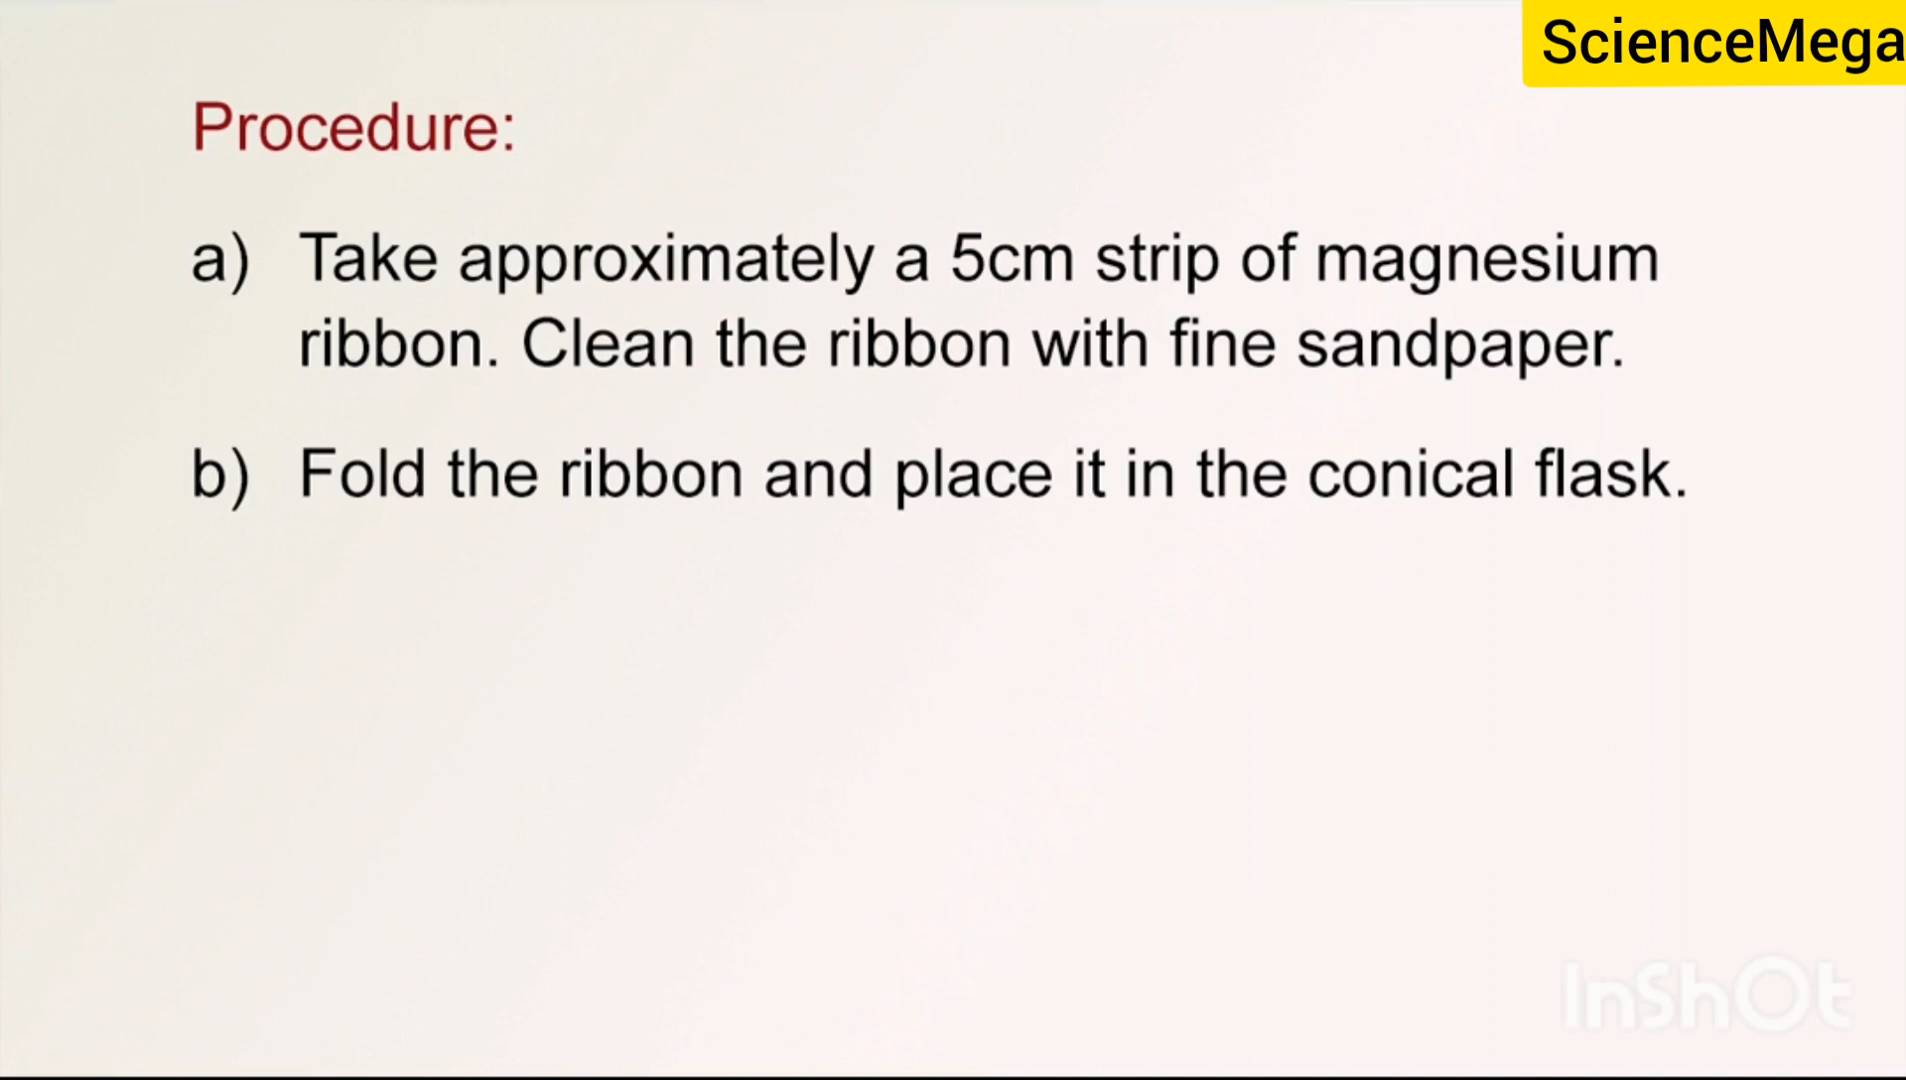 ScienceMega
Procedure:
a) Take approximately a 5cm strip of magnesium
ribbon. Clean the ribbon with fine sandpaper.
b) Fold the ribbon and place it in the conical flask.
InShOt